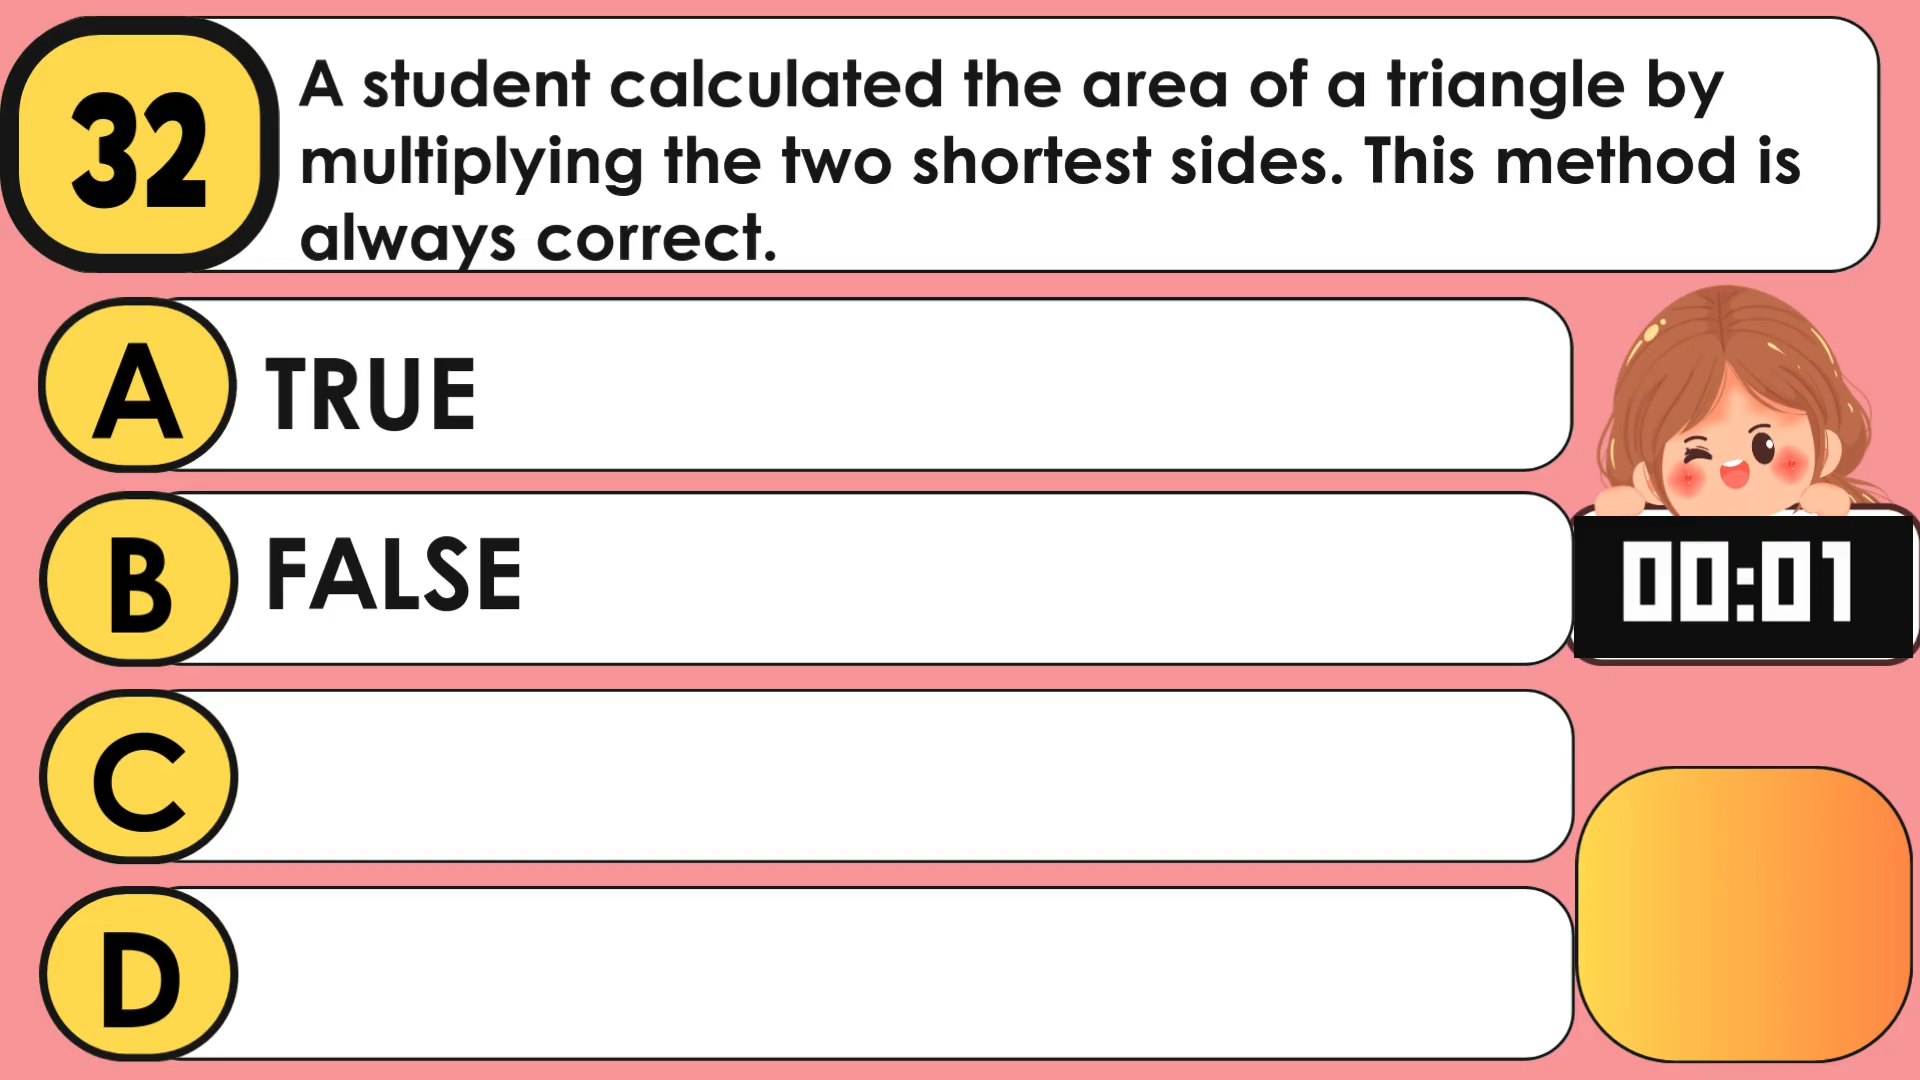 32
A student calculated the area of a triangle by
multiplying the two shortest sides. This method is
always correct.
A TRUE
B FALSE
00:01
C
D